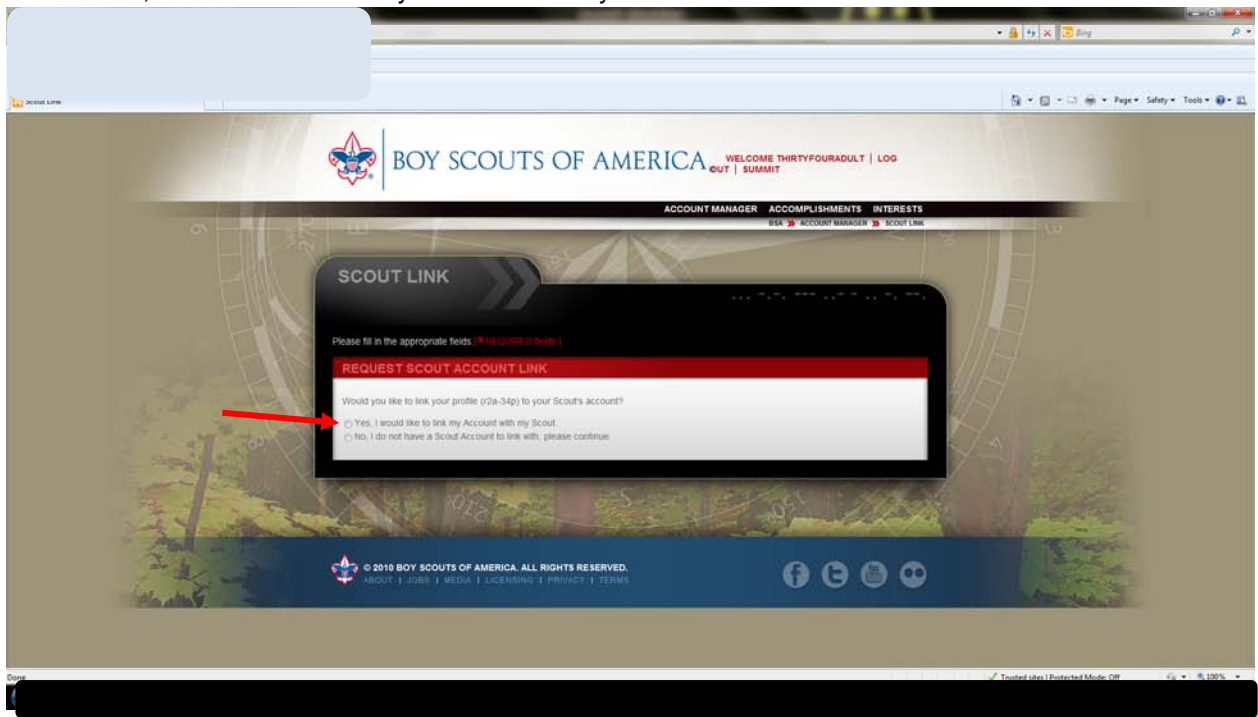 Bing
Scout Link
Page Safety Tools
BOY SCOUTS OF AMERICA
WELCOME THIRTYFOURADULT | LOG
OUT | SUMMIT
ACCOUNT MANAGER ACCOMPLISHMENTS INTERESTS
BSA ACCOUNT MANAGER SCOUT LINK
SCOUT LINK
Please fill in the appropriate fields.(*REQUIRED fields )
REQUEST SCOUT ACCOUNT LINK
Would you like to link your profile (r2a-34p) to your Scout's account?
Yes, I would like to link my Account with my Scout.
No, I do not have a Scout Account to link with, please continue.
© 2010 BOY SCOUTS OF AMERICA. ALL RIGHTS RESERVED.
ABOUT | JOBS | MEDIA | LICENSING | PRIVACY | TERMS
Done
Trusted sites | Protected Mode: Off
100%